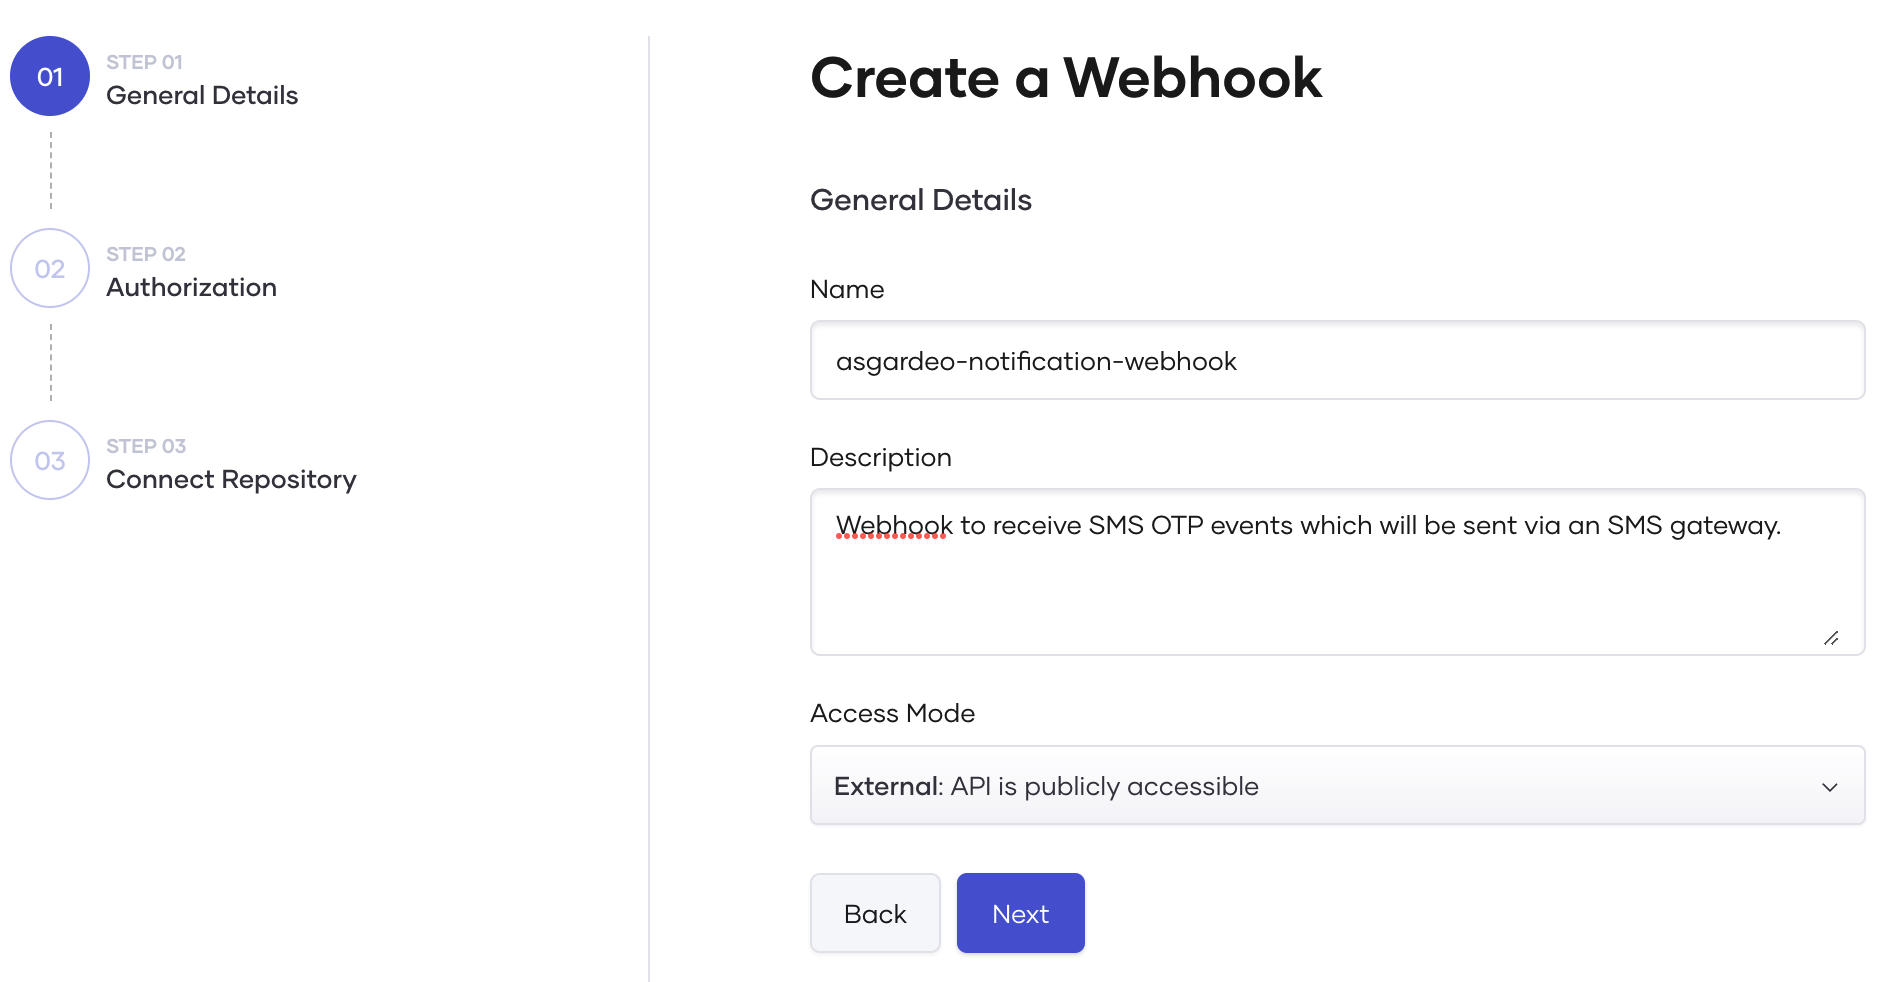 01
STEP 01
General Details
02
STEP 02
Authorization
03
STEP 03
Connect Repository
Create a Webhook
General Details
Name
asgardeo-notification-webhook
Description
Webhook to receive SMS OTP events which will be sent via an SMS gateway.
Access Mode
External: API is publicly accessible
Back
Next